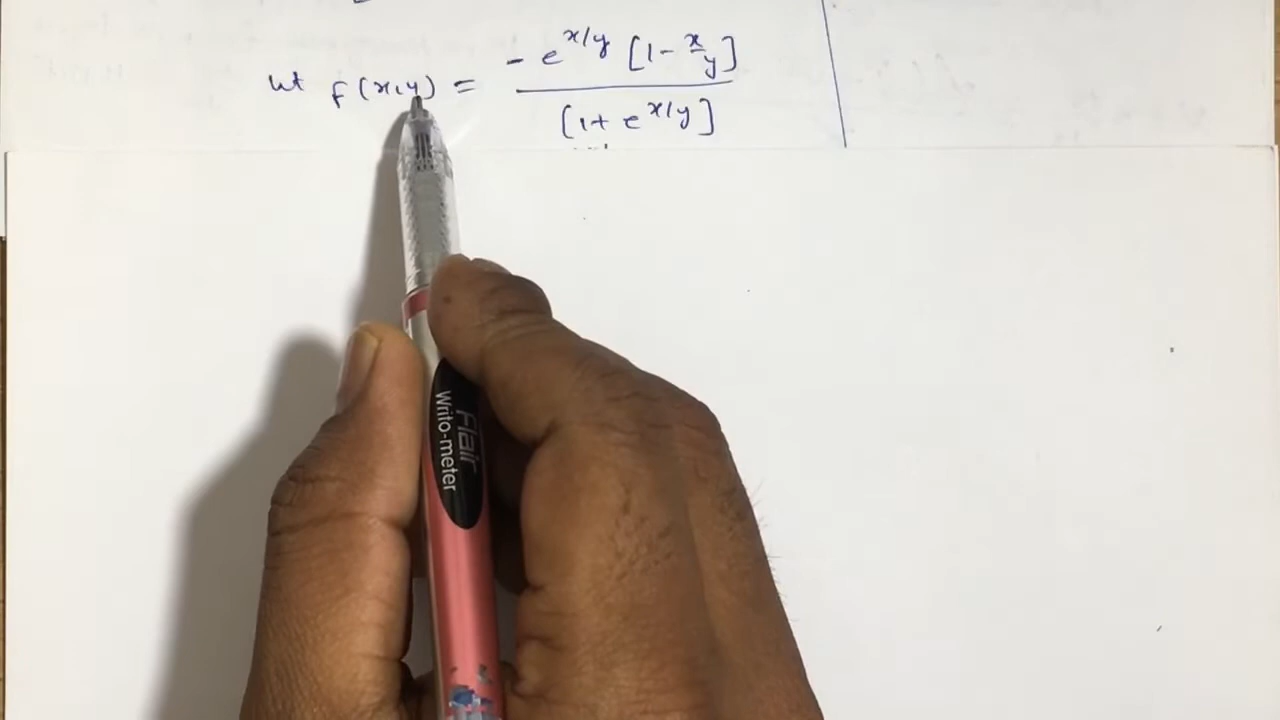 let f(x,y) = - e^{x/y} [1 - x/y] / [1 + e^{x/y}]
Flair
Writo-meter